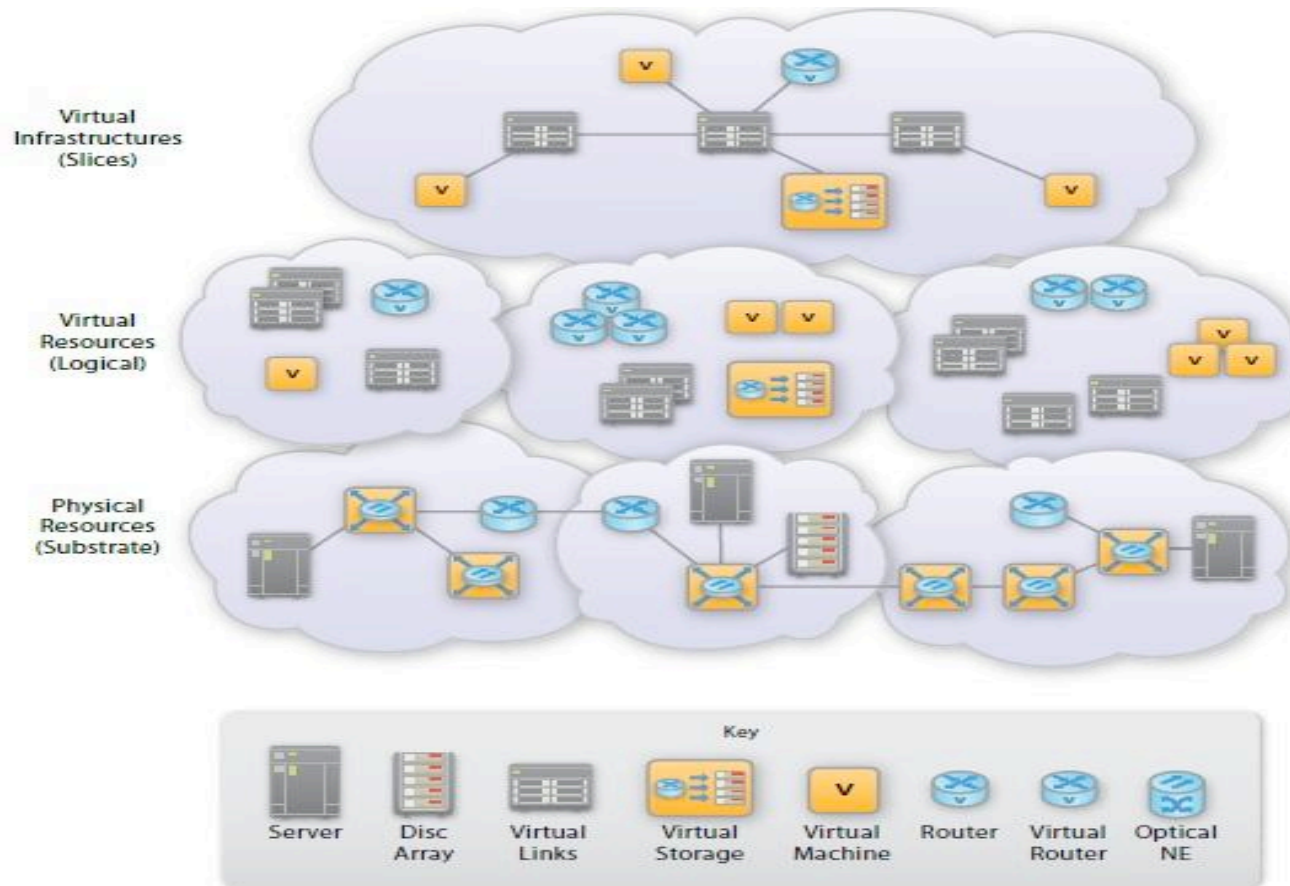 Virtual
Infrastructures
(Slices)
V
V
V
V
V
Virtual
Resources
(Logical)
V
V
V
V
V
V
V
V
V
V
V
V
Physical
Resources
(Substrate)
Key
V
V
V
Server
Disc
Array
Virtual
Links
Virtual
Storage
Virtual
Machine
Router
Virtual
Router
Optical
NE